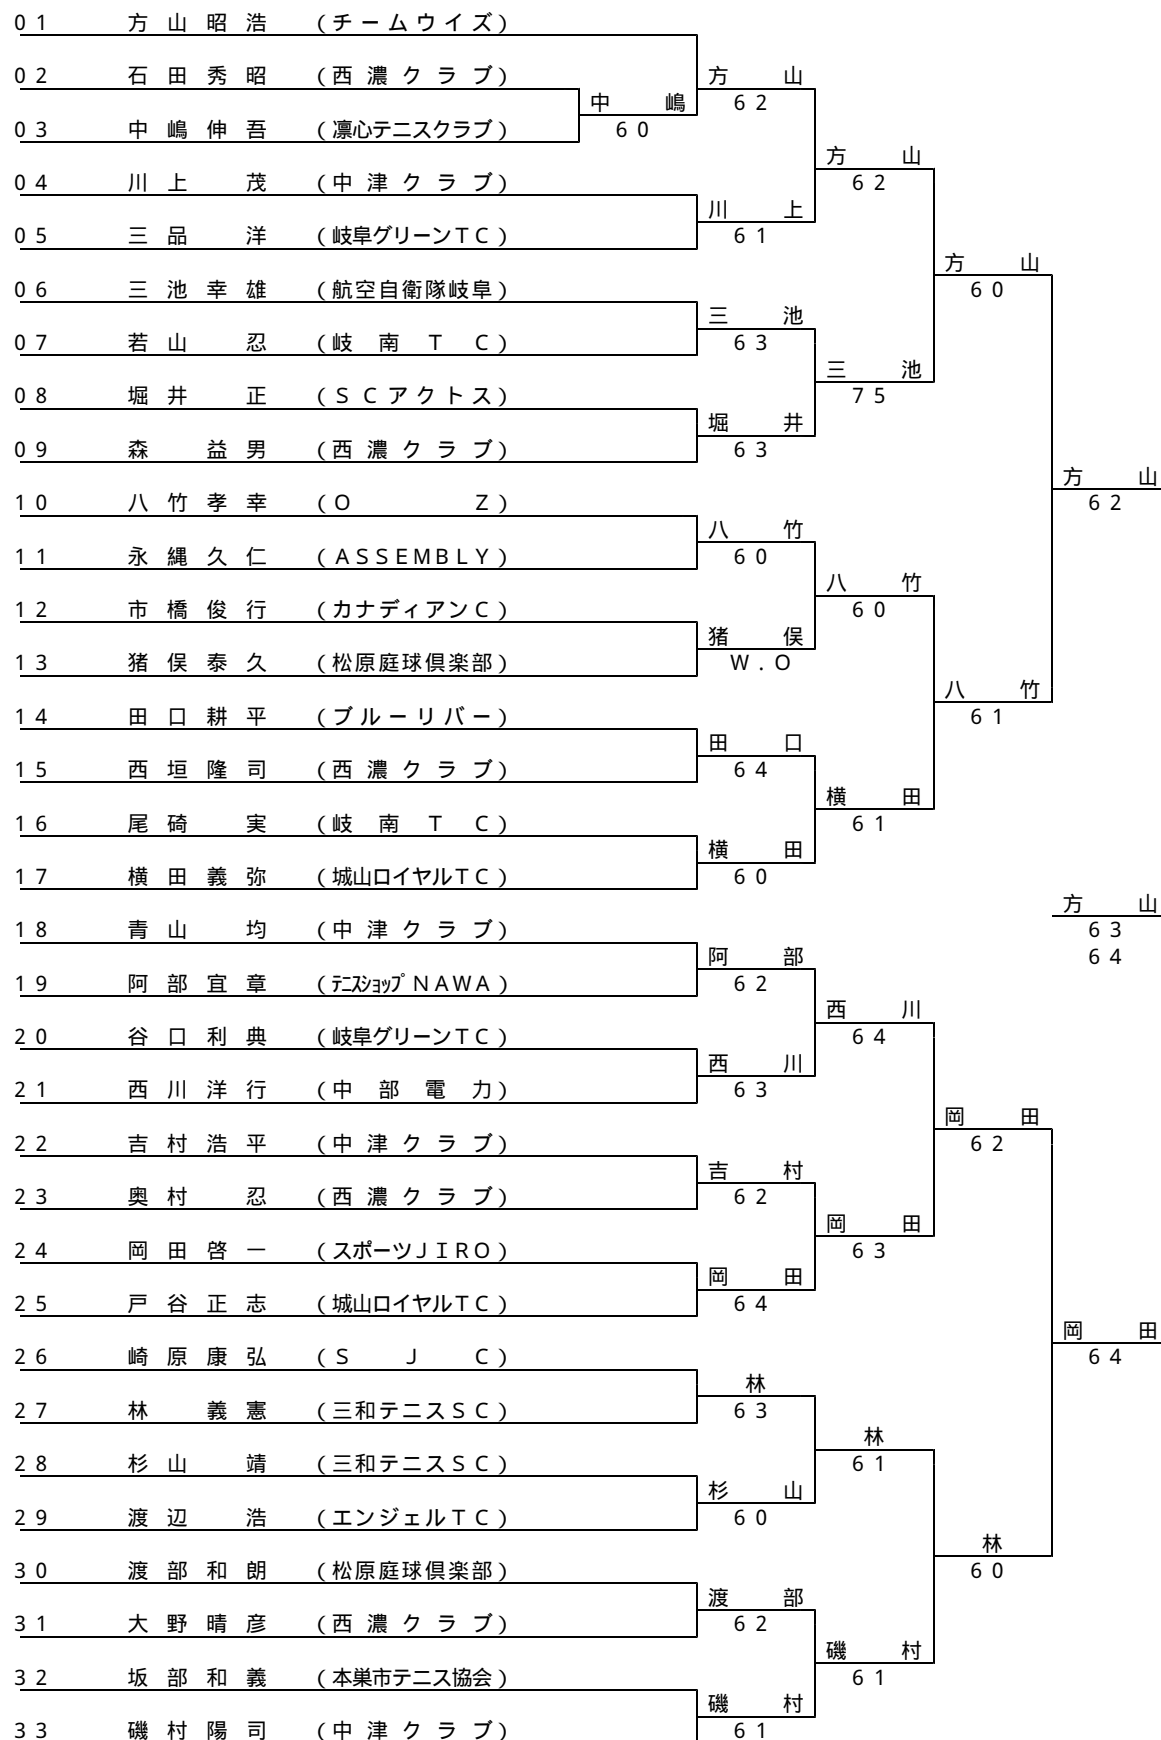 01 方山昭浩 (チームウイズ)
02 石田秀昭 (西濃クラブ) 方山
中嶋 62
03 中嶋伸吾 (凛心テニスクラブ) 60
方山
04 川上 茂 (中津クラブ) 62
川上
05 三品 洋 (岐阜グリーンTC) 61
方山
06 三池幸雄 (航空自衛隊岐阜) 60
三池
07 若山 忍 (岐南TC) 63
三池
08 堀井 正 (SCアクトス) 75
堀井
09 森 益男 (西濃クラブ) 63
方山
10 八竹孝幸 (OZ) 62
八竹
11 永縄久仁 (ASSEMBLY) 60
八竹
12 市橋俊行 (カナディアンC) 60
猪俣
13 猪俣泰久 (松原庭球倶楽部) W.O
八竹
14 田口耕平 (ブルーリバー) 61
田口
15 西垣隆司 (西濃クラブ) 64
横田
16 尾碕 実 (岐南TC) 61
横田
17 横田義弥 (城山ロイヤルTC) 60
方山
18 青山 均 (中津クラブ) 63
阿部 64
19 阿部宜章 (テニスショップNAWA) 62
西川
20 谷口利典 (岐阜グリーンTC) 64
西川
21 西川洋行 (中部電力) 63
岡田
22 吉村浩平 (中津クラブ) 62
吉村
23 奥村 忍 (西濃クラブ) 62
岡田
24 岡田啓一 (スポーツJIRO) 63
岡田
25 戸谷正志 (城山ロイヤルTC) 64
岡田
26 崎原康弘 (SJC) 64
林
27 林 義憲 (三和テニスSC) 63
林
28 杉山 靖 (三和テニスSC) 61
杉山
29 渡辺 浩 (エンジェルTC) 60
林
30 渡部和朗 (松原庭球倶楽部) 60
渡部
31 大野晴彦 (西濃クラブ) 62
磯村
32 坂部和義 (本巣市テニス協会) 61
磯村
33 磯村陽司 (中津クラブ) 61